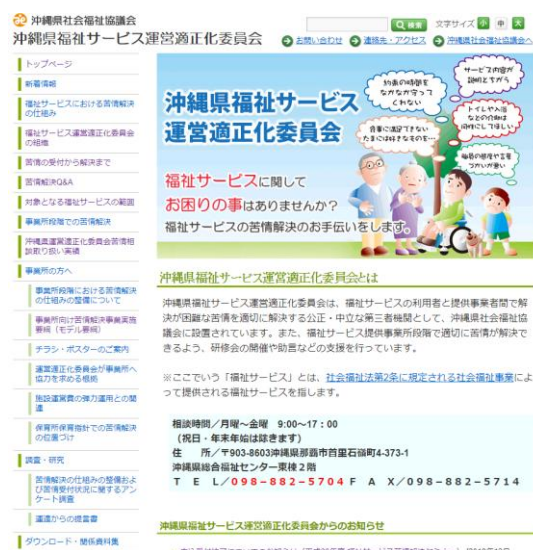 沖縄県社会福祉協議会
沖縄県福祉サービス運営適正化委員会
検索
文字サイズ 小 中 大
お問い合わせ 連絡先・アクセス 沖縄県社会福祉協議会へ
トップページ
新着情報
福祉サービスにおける苦情解決
の仕組み
福祉サービス運営適正化委員会
の組織
苦情の受付から解決まで
苦情解決Q&A
対象となる福祉サービスの範囲
事業所段階での苦情解決
沖縄県運営適正化委員会苦情相
談取り扱い実績
事業所の方へ
事業所段階における苦情解決
の仕組みの整備について
事業所向け苦情解決事業実施
要綱（モデル要綱）
チラシ・ポスターのご案内
運営適正化委員会が事業所へ
協力を求める根拠
施設運営費の弾力運用との関
連
保育所保育指針での苦情解決
の位置づけ
調査・研究
苦情解決の仕組みの整備およ
び苦情受付状況に関するアン
ケート調査
運適からの提言書
ダウンロード・関係資料集
沖縄県福祉サービス
運営適正化委員会
福祉サービスに関して
お困りの事はありませんか？
福祉サービスの苦情解決のお手伝いをします。
約束の時間を
なかなか守って
くれない
サービス内容が
説明とちがう
食事に満足できない
たまには好きなものを…
トイレや入浴
などの介助は
同性にしてほしい
職員の態度や言葉
づかいが悪い
沖縄県福祉サービス運営適正化委員会とは
沖縄県福祉サービス運営適正化委員会は、福祉サービスの利用者と提供事業者間で解
決が困難な苦情を適切に解決する公正・中立な第三者機関として、沖縄県社会福祉協
議会に設置されています。また、福祉サービス提供事業所段階で適切に苦情が解決で
きるよう、研修会の開催や助言などの支援を行っています。
※ここでいう「福祉サービス」とは、社会福祉法第2条に規定される社会福祉事業によ
って提供される福祉サービスを指します。
相談時間／月曜～金曜 9:00～17：00
（祝日・年末年始は除きます）
住 所／〒903-8603沖縄県那覇市首里石嶺町4-373-1
沖縄県総合福祉センター東棟２階
Ｔ Ｅ Ｌ／０９８－８８２－５７０４ Ｆ Ａ Ｘ／０９８－８８２－５７１４
沖縄県福祉サービス運営適正化委員会からのお知らせ